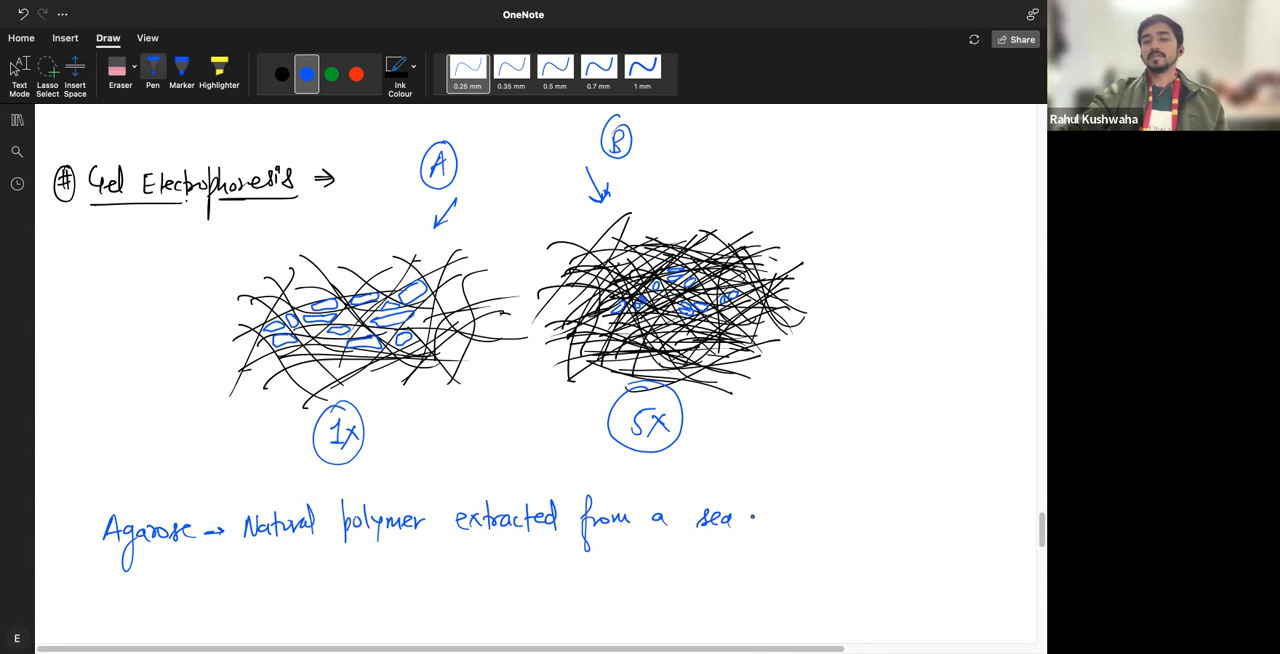 OneNote
Home Insert Draw View
Share
Text Mode
Lasso Select
Insert Space
Eraser
Pen
Marker
Highlighter
Ink Colour
0.25 mm
0.35 mm
0.5 mm
0.7 mm
1 mm
Rahul Kushwaha
# Gel Electrophoresis ⇒
A
B
1x
5x
Agarose → Natural polymer extracted from a sea
E